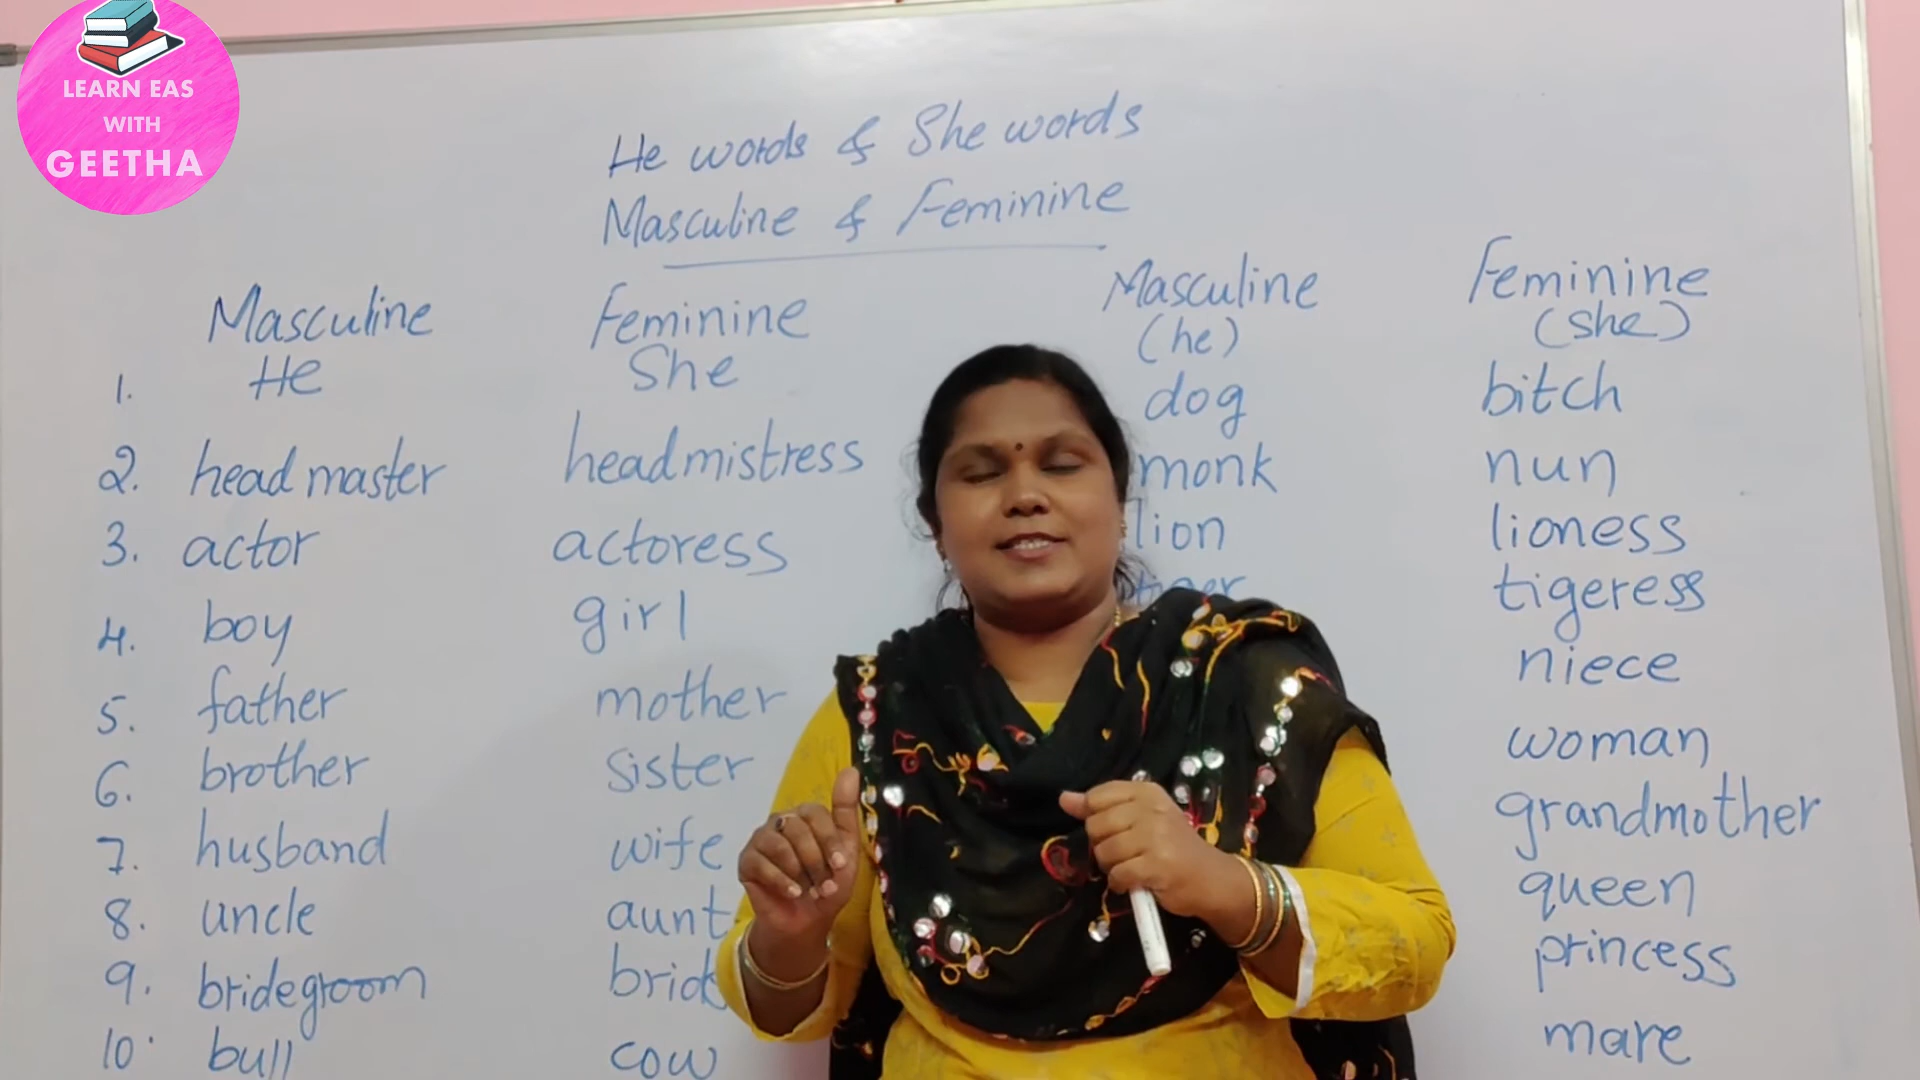 LEARN EAS
WITH
GEETHA
He words & She words
Masculine & Feminine
Masculine Feminine
1. He She
2. head master headmistress
3. actor actoress
4. boy girl
5. father mother
6. brother sister
7. husband wife
8. uncle aunt
9. bridegroom
10. bull cow
Masculine Feminine
(he) (she)
dog bitch
monk nun
lion lioness
tiger tigeress
niece
woman
grandmother
queen
princess
mare